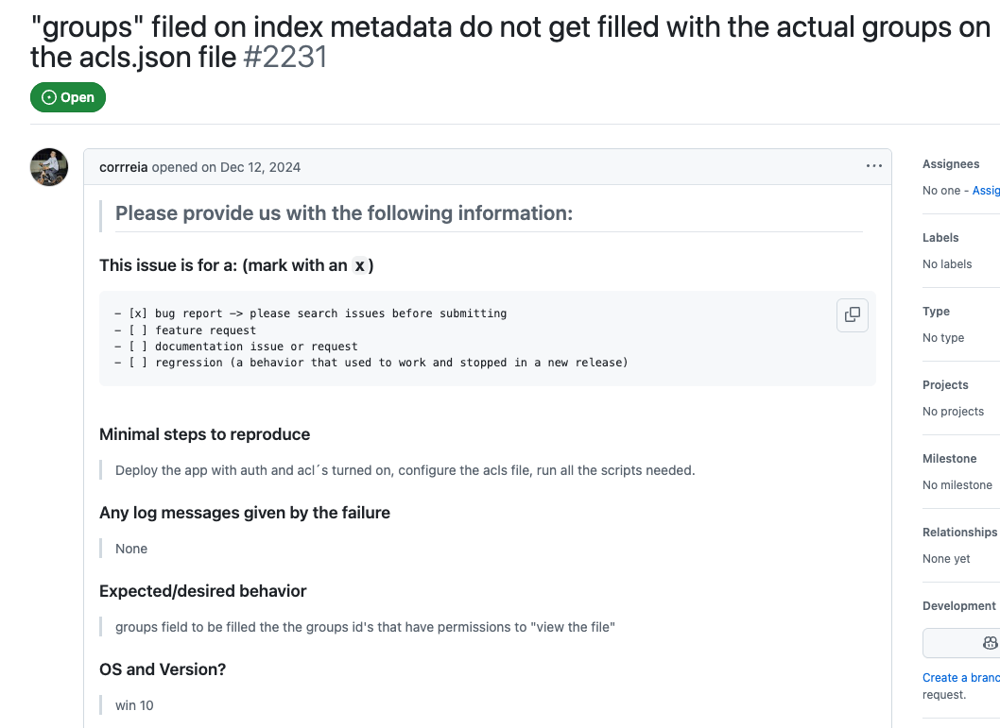 "groups" filed on index metadata do not get filled with the actual groups on
the acls.json file #2231
Open
corrreia opened on Dec 12, 2024
Please provide us with the following information:
This issue is for a: (mark with an x)
– [x] bug report –> please search issues before submitting
– [ ] feature request
– [ ] documentation issue or request
– [ ] regression (a behavior that used to work and stopped in a new release)
Minimal steps to reproduce
Deploy the app with auth and acl´s turned on, configure the acls file, run all the scripts needed.
Any log messages given by the failure
None
Expected/desired behavior
groups field to be filled the the groups id's that have permissions to "view the file"
OS and Version?
win 10
Assignees
No one - Assig
Labels
No labels
Type
No type
Projects
No projects
Milestone
No milestone
Relationships
None yet
Development
Create a branc
request.